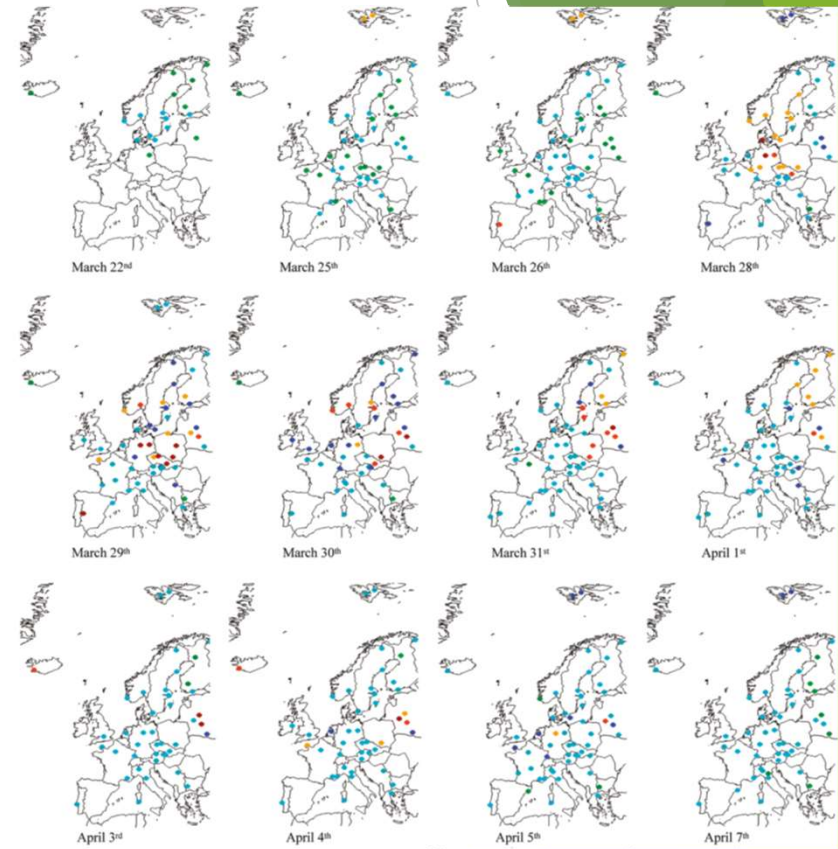 March 22nd
March 25th
March 26th
March 28th
March 29th
March 30th
March 31st
April 1st
April 3rd
April 4th
April 5th
April 7th